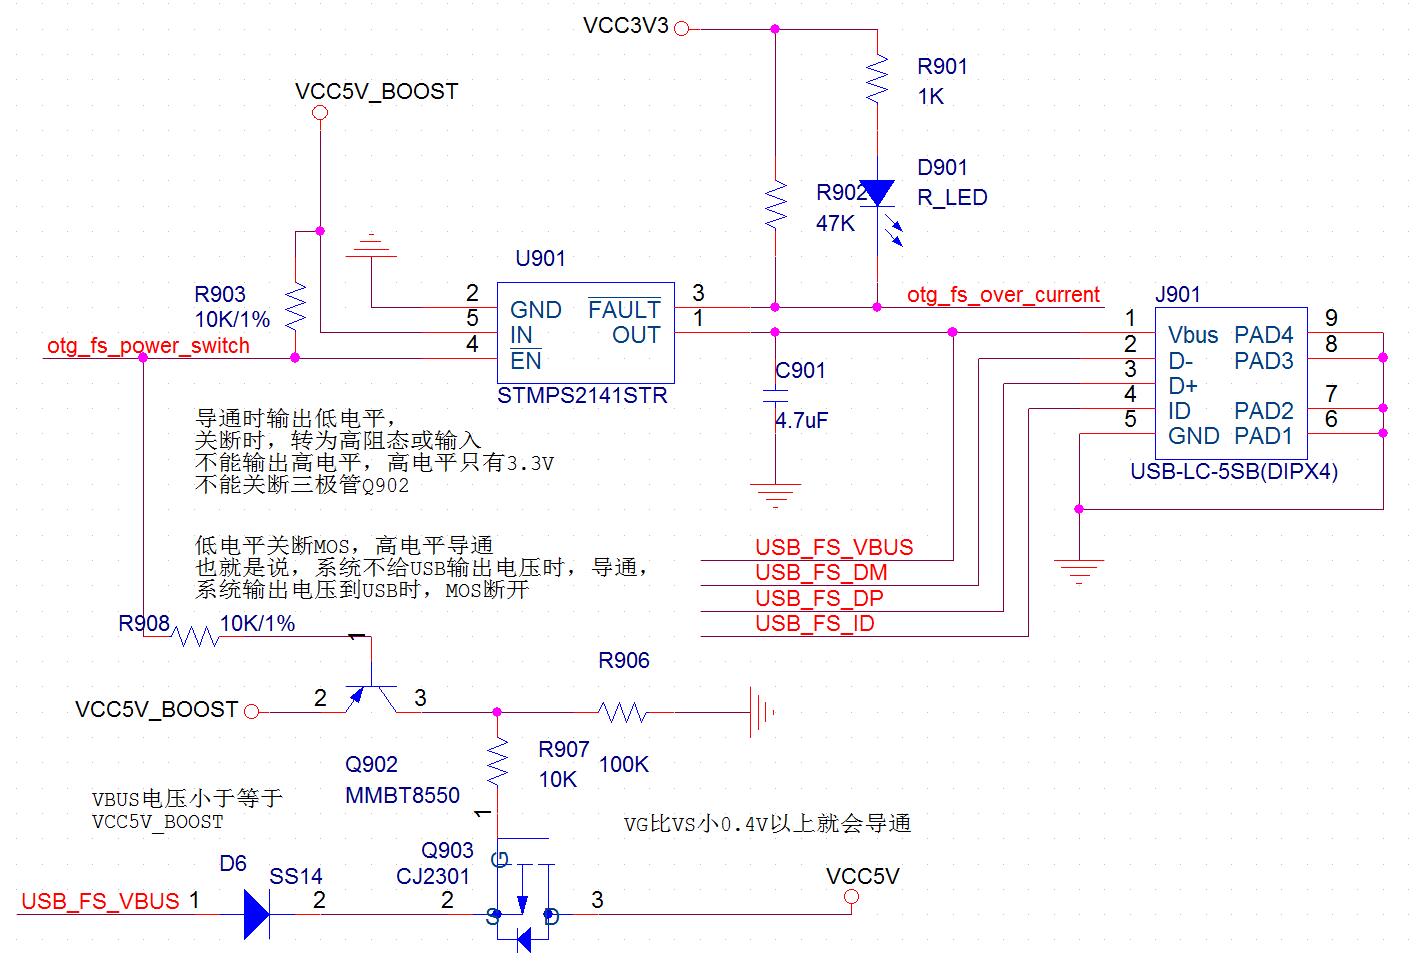 VCC3V3
R901
1K
VCC5V_BOOST
D901
R_LED
R902
47K
U901
R903
10K/1%
otg_fs_power_switch
2
5
4
GND
IN
EN
FAULT
OUT
3
1
STMPS2141STR
otg_fs_over_current
J901
1
2
3
4
5
Vbus
D-
D+
ID
GND
PAD4
PAD3
PAD2
PAD1
9
8
7
6
USB-LC-5SB(DIPX4)
C901
4.7uF
导通时输出低电平,
关断时, 转为高阻态或输入
不能输出高电平, 高电平只有3.3V
不能关断三极管Q902
低电平关断MOS, 高电平导通
也就是说, 系统不给USB输出电压时, 导通,
系统输出电压到USB时, MOS断开
USB_FS_VBUS
USB_FS_DM
USB_FS_DP
USB_FS_ID
R908
10K/1%
1
VCC5V_BOOST
2
3
R906
100K
Q902
MMBT8550
R907
10K
1
VBUS电压小于等于
VCC5V_BOOST
VG比VS小0.4V以上就会导通
Q903
CJ2301
D6
SS14
USB_FS_VBUS
1
2
2
G
S
D
3
VCC5V